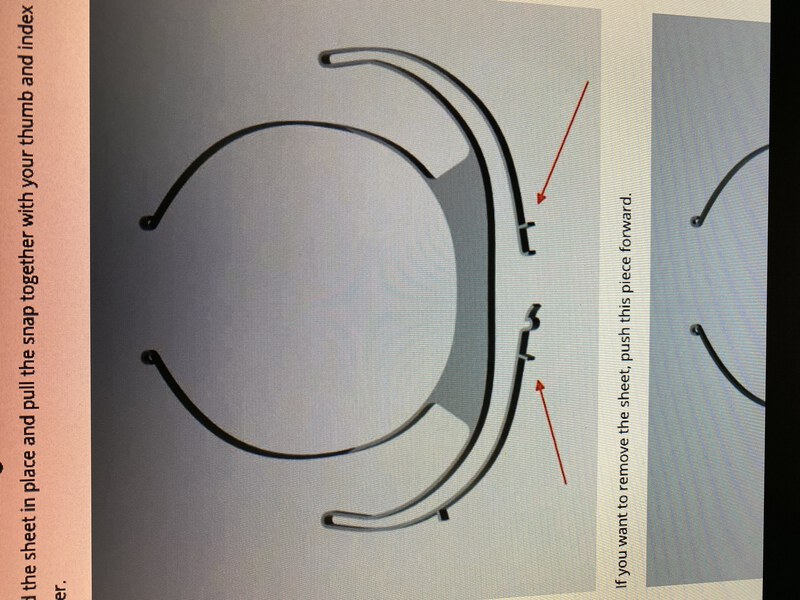 the sheet in place and pull the snap together with your thumb and index
er.
If you want to remove the sheet, push this piece forward.